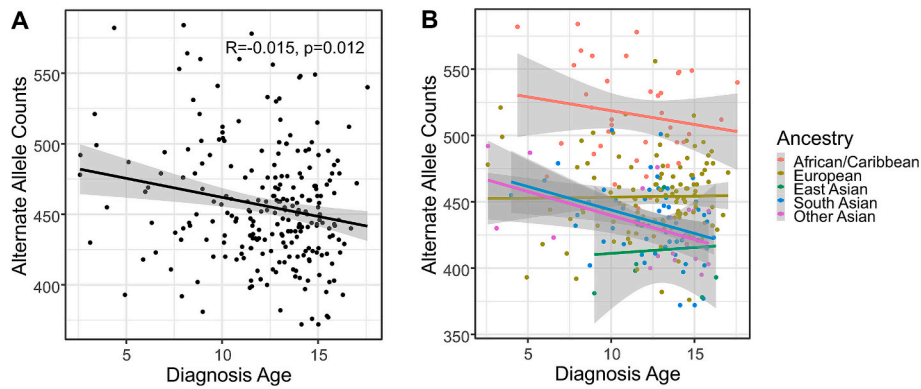 A
R=-0.015, p=0.012
Alternate Allele Counts
550
500
450
400
5
10
15
Diagnosis Age
B
Alternate Allele Counts
550
500
450
400
350
5
10
15
Diagnosis Age
Ancestry
African/Caribbean
European
East Asian
South Asian
Other Asian